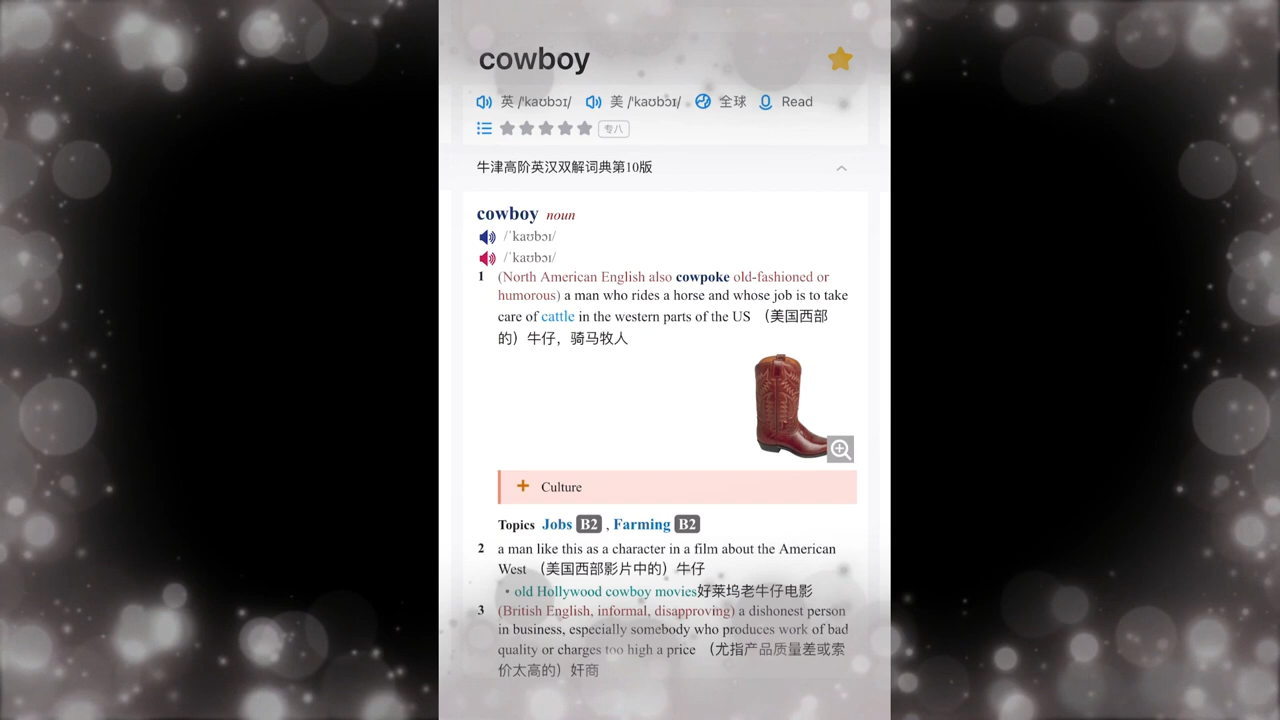 cowboy
英 /'kaʊbɔɪ/ 美 /'kaʊbɔɪ/ 全球 Read
专八
牛津高阶英汉双解词典第10版
cowboy noun
/ˈkaʊbɔɪ/
/ˈkaʊbɔɪ/
1 (North American English also cowpoke old-fashioned or
humorous) a man who rides a horse and whose job is to take
care of cattle in the western parts of the US （美国西部
的）牛仔，骑马牧人
+ Culture
Topics Jobs B2 , Farming B2
2 a man like this as a character in a film about the American
West （美国西部影片中的）牛仔
• old Hollywood cowboy movies好莱坞老牛仔电影
3 (British English, informal, disapproving) a dishonest person
in business, especially somebody who produces work of bad
quality or charges too high a price （尤指产品质量差或索
价太高的）奸商